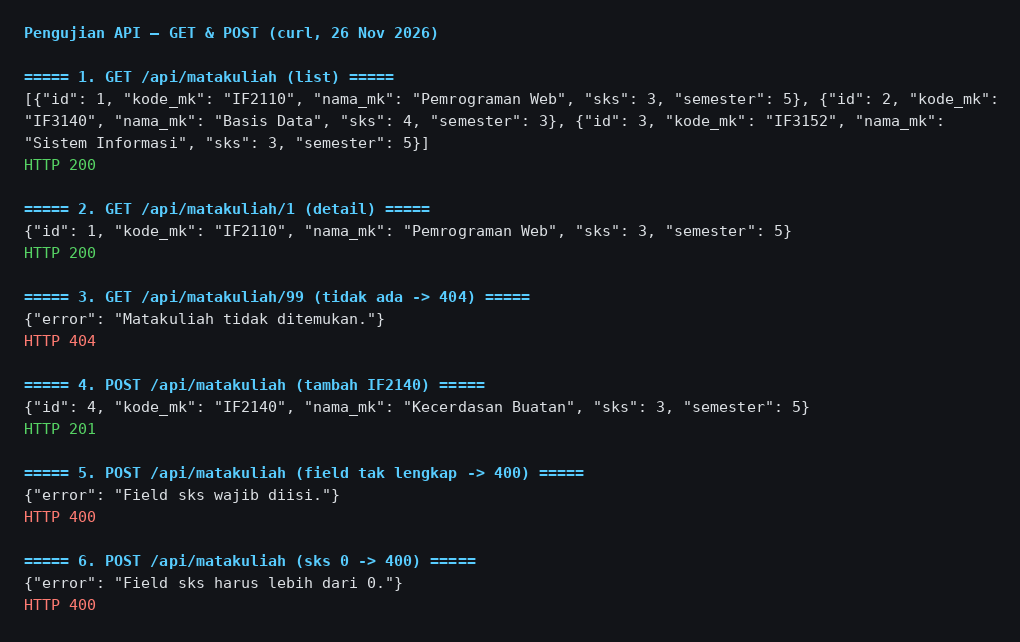 Pengujian API — GET & POST (curl, 26 Nov 2026)
===== 1. GET /api/matakuliah (list) =====
[{"id": 1, "kode_mk": "IF2110", "nama_mk": "Pemrograman Web", "sks": 3, "semester": 5}, {"id": 2, "kode_mk":
"IF3140", "nama_mk": "Basis Data", "sks": 4, "semester": 3}, {"id": 3, "kode_mk": "IF3152", "nama_mk":
"Sistem Informasi", "sks": 3, "semester": 5}]
HTTP 200
===== 2. GET /api/matakuliah/1 (detail) =====
{"id": 1, "kode_mk": "IF2110", "nama_mk": "Pemrograman Web", "sks": 3, "semester": 5}
HTTP 200
===== 3. GET /api/matakuliah/99 (tidak ada -> 404) =====
{"error": "Matakuliah tidak ditemukan."}
HTTP 404
===== 4. POST /api/matakuliah (tambah IF2140) =====
{"id": 4, "kode_mk": "IF2140", "nama_mk": "Kecerdasan Buatan", "sks": 3, "semester": 5}
HTTP 201
===== 5. POST /api/matakuliah (field tak lengkap -> 400) =====
{"error": "Field sks wajib diisi."}
HTTP 400
===== 6. POST /api/matakuliah (sks 0 -> 400) =====
{"error": "Field sks harus lebih dari 0."}
HTTP 400